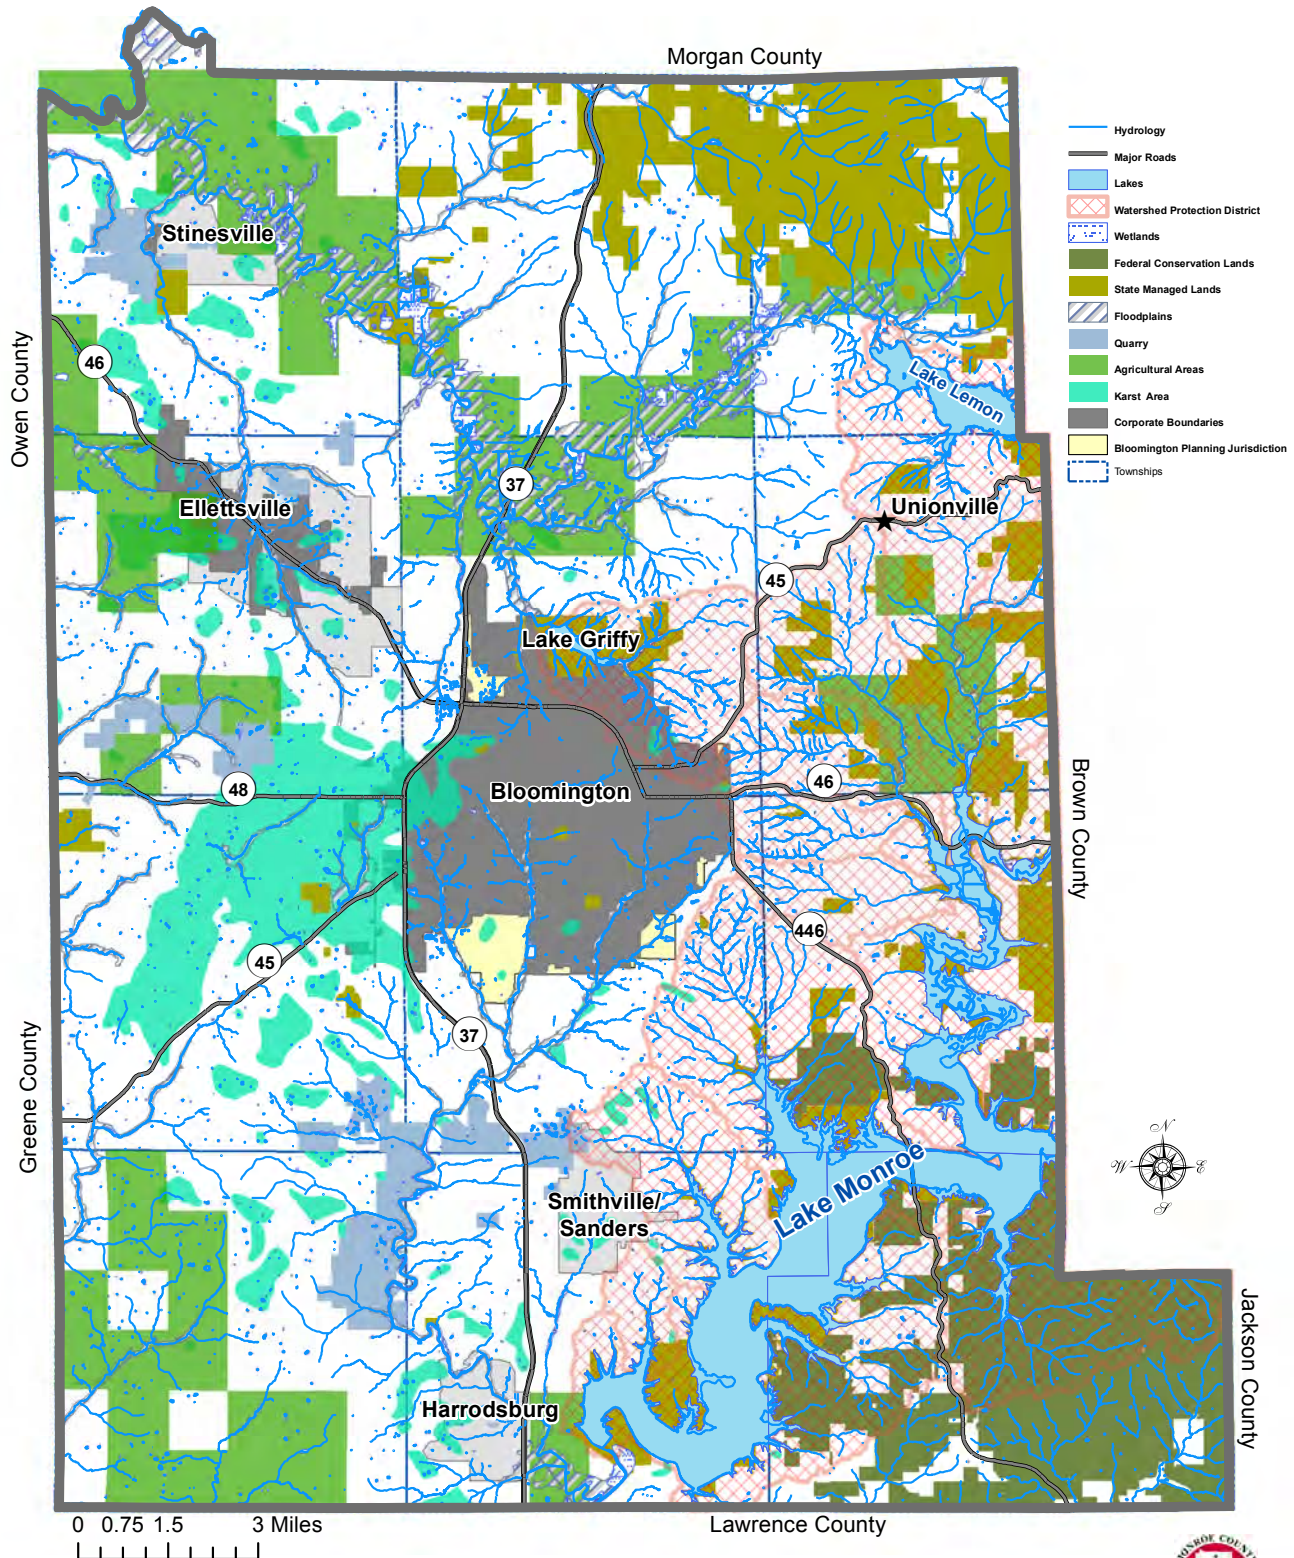 Morgan County
Hydrology
Major Roads
Lakes
Watershed Protection District
Wetlands
Federal Conservation Lands
State Managed Lands
Floodplains
Quarry
Agricultural Areas
Karst Area
Corporate Boundaries
Bloomington Planning Jurisdiction
Townships
Stinesville
Owen County
46
Lake Lemon
37
Ellettsville
Unionville
45
Lake Griffy
48
Bloomington
46
Brown County
446
45
37
Greene County
N
W
E
S
Lake Monroe
Smithville/
Sanders
Jackson County
Harrodsburg
Lawrence County
0 0.75 1.5 3 Miles
MONROE COUNTY